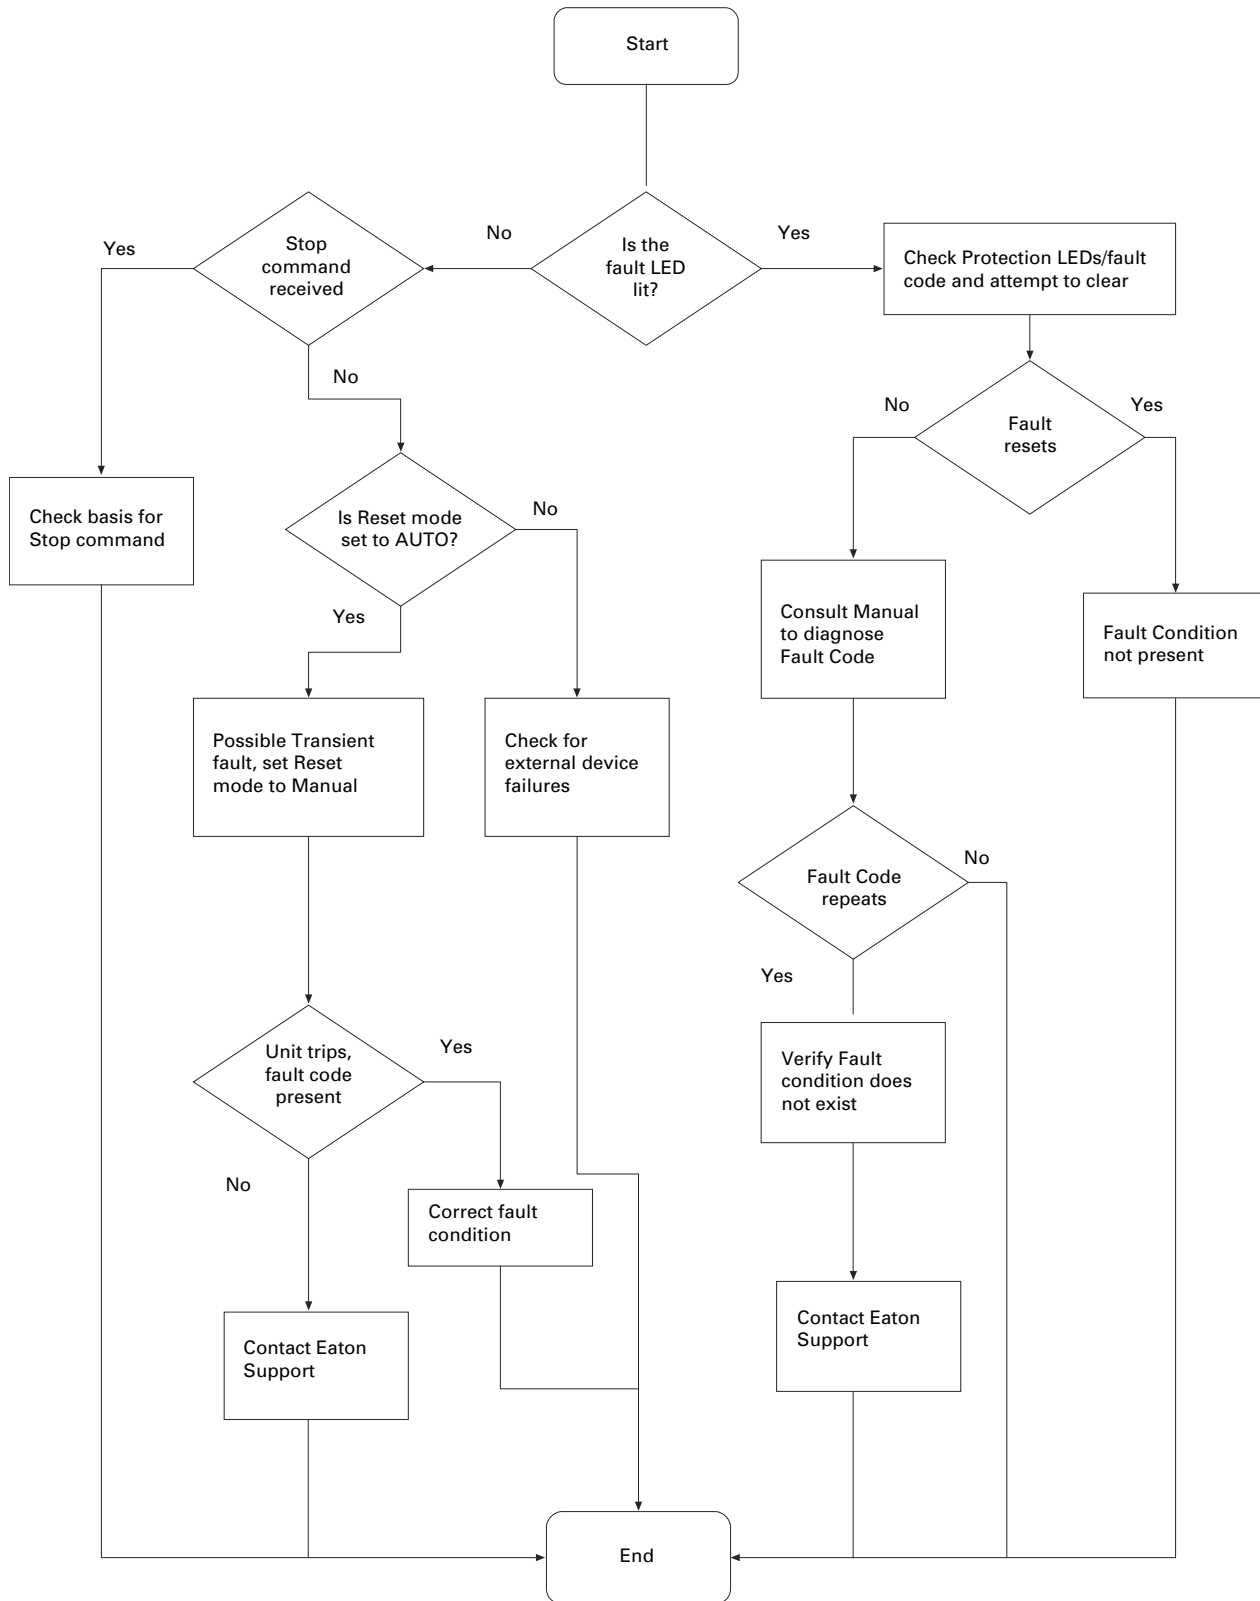 Start
Is the
fault LED
lit?
No
Yes
Stop
command
received
Yes
No
Check Protection LEDs/fault
code and attempt to clear
Fault
resets
No
Yes
Check basis for
Stop command
Is Reset mode
set to AUTO?
No
Yes
Consult Manual
to diagnose
Fault Code
Fault Condition
not present
Possible Transient
fault, set Reset
mode to Manual
Check for
external device
failures
Fault Code
repeats
No
Yes
Unit trips,
fault code
present
Yes
No
Verify Fault
condition does
not exist
Correct fault
condition
Contact Eaton
Support
Contact Eaton
Support
End